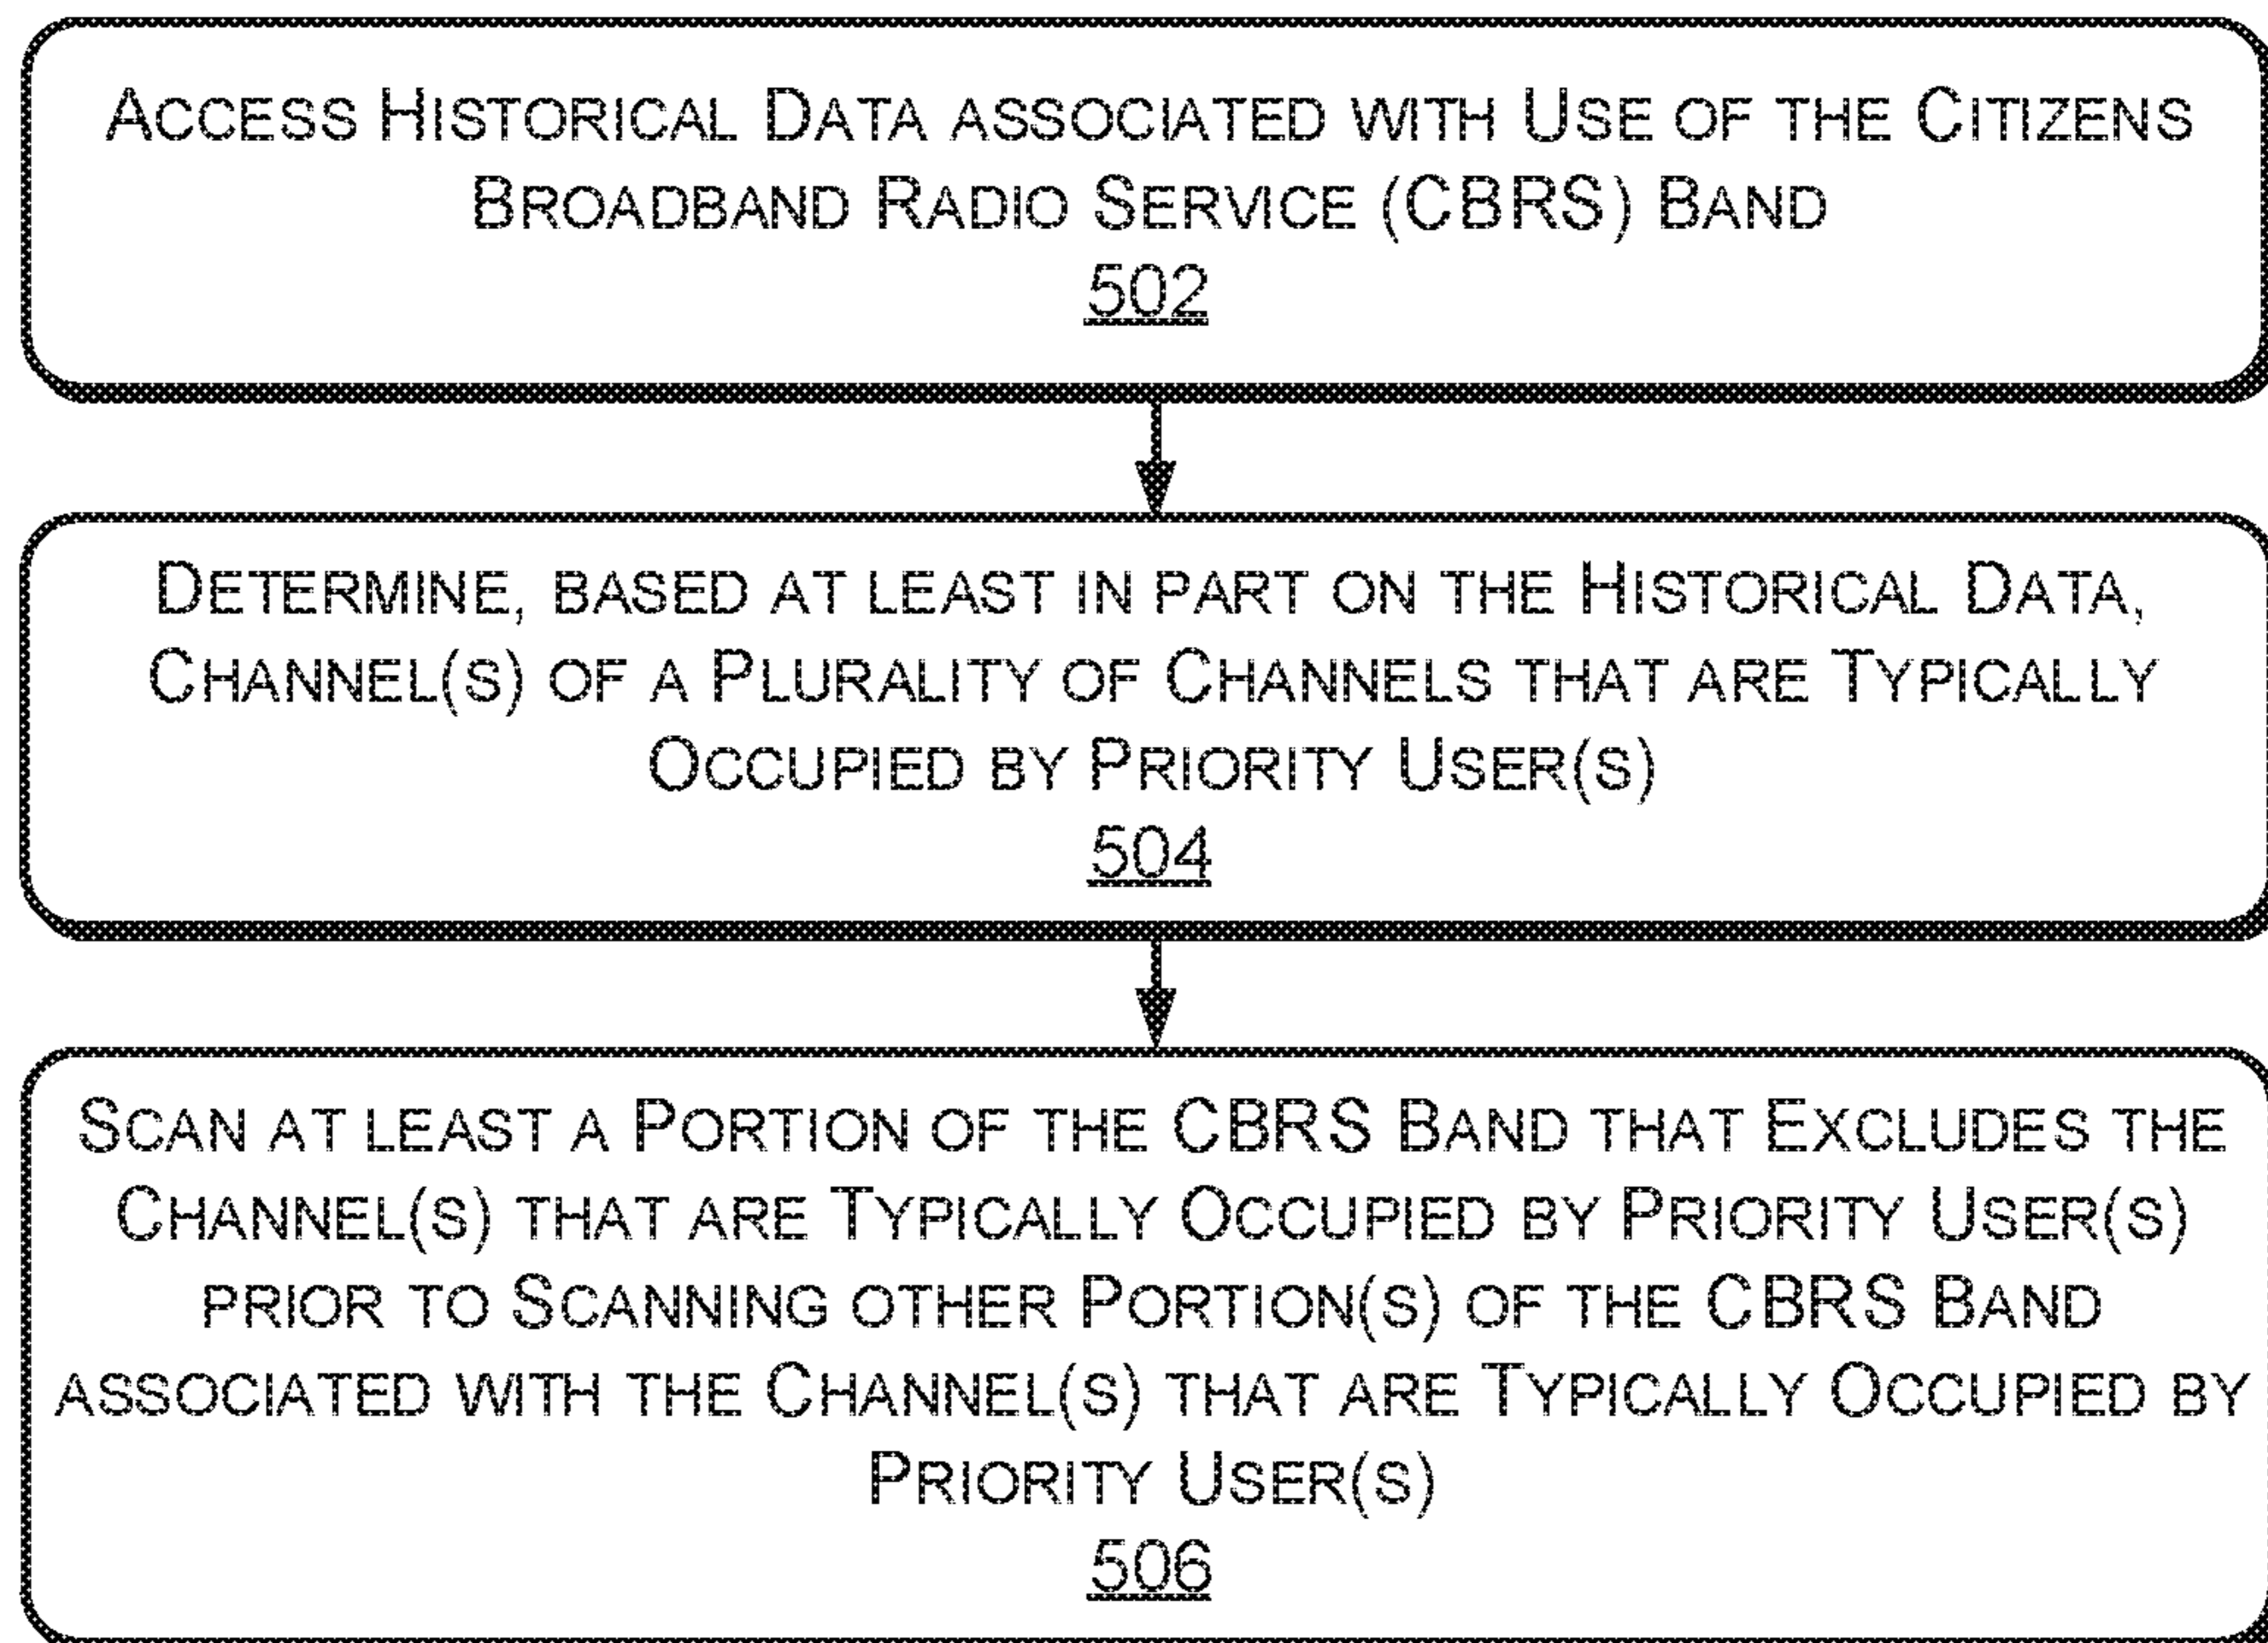 ACCESS HISTORICAL DATA ASSOCIATED WITH USE OF THE CITIZENS
BROADBAND RADIO SERVICE (CBRS) BAND
502
DETERMINE, BASED AT LEAST IN PART ON THE HISTORICAL DATA,
CHANNEL(S) OF A PLURALITY OF CHANNELS THAT ARE TYPICALLY
OCCUPIED BY PRIORITY USER(S)
504
SCAN AT LEAST A PORTION OF THE CBRS BAND THAT EXCLUDES THE
CHANNEL(S) THAT ARE TYPICALLY OCCUPIED BY PRIORITY USER(S)
PRIOR TO SCANNING OTHER PORTION(S) OF THE CBRS BAND
ASSOCIATED WITH THE CHANNEL(S) THAT ARE TYPICALLY OCCUPIED BY
PRIORITY USER(S)
506